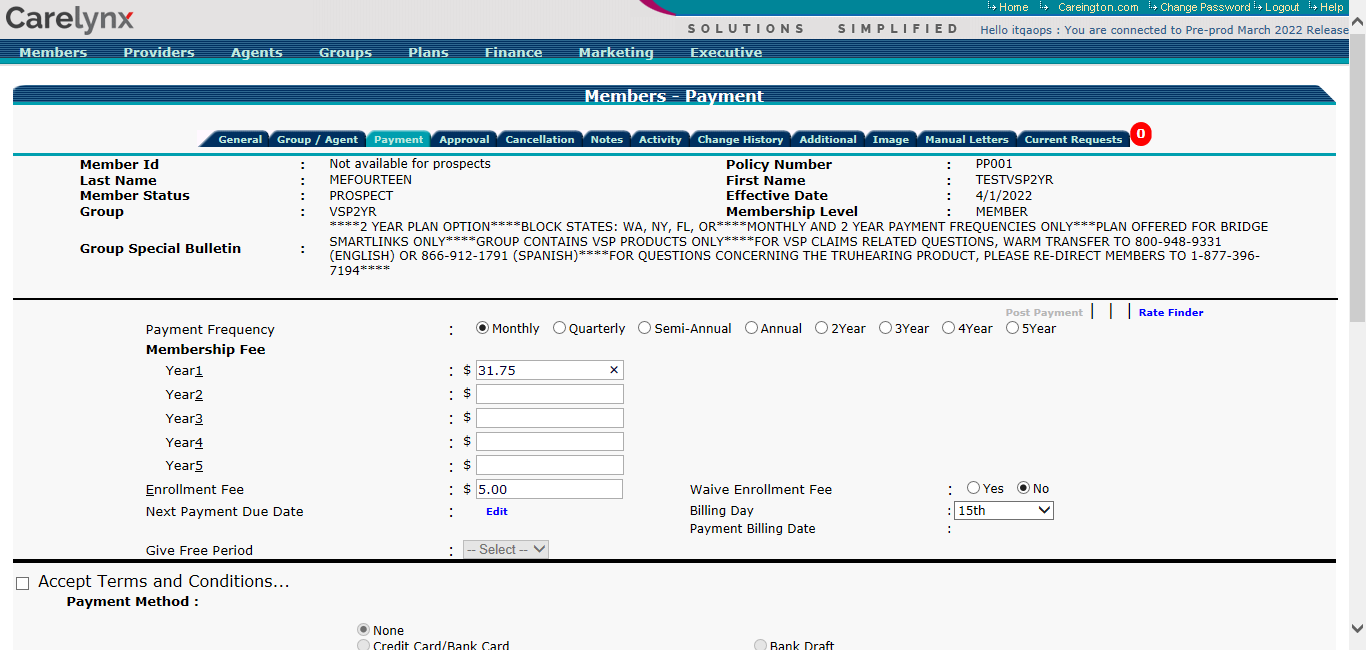 Carelynx
Home Careington.com Change Password Logout Help
SOLUTIONS SIMPLIFIED
Hello itqaops : You are connected to Pre-prod March 2022 Release
Members Providers Agents Groups Plans Finance Marketing Executive
Members - Payment
General Group / Agent Payment Approval Cancellation Notes Activity Change History Additional Image Manual Letters Current Requests 0
Member Id : Not available for prospects Policy Number : PP001
Last Name : MEFOURTEEN First Name : TESTVSP2YR
Member Status : PROSPECT Effective Date : 4/1/2022
Group : VSP2YR Membership Level : MEMBER
Group Special Bulletin : ****2 YEAR PLAN OPTION****BLOCK STATES: WA, NY, FL, OR****MONTHLY AND 2 YEAR PAYMENT FREQUENCIES ONLY***PLAN OFFERED FOR BRIDGE
SMARTLINKS ONLY****GROUP CONTAINS VSP PRODUCTS ONLY****FOR VSP CLAIMS RELATED QUESTIONS, WARM TRANSFER TO 800-948-9331
(ENGLISH) OR 866-912-1791 (SPANISH)****FOR QUESTIONS CONCERNING THE TRUHEARING PRODUCT, PLEASE RE-DIRECT MEMBERS TO 1-877-396-
7194****
Post Payment | | | Rate Finder
Payment Frequency : Monthly Quarterly Semi-Annual Annual 2Year 3Year 4Year 5Year
Membership Fee
Year1 : $ 31.75 ×
Year2 : $
Year3 : $
Year4 : $
Year5 : $
Enrollment Fee : $ 5.00 Waive Enrollment Fee : Yes No
Next Payment Due Date : Edit Billing Day : 15th
Payment Billing Date :
Give Free Period : -- Select --
Accept Terms and Conditions...
Payment Method :
None
Credit Card/Bank Card Bank Draft